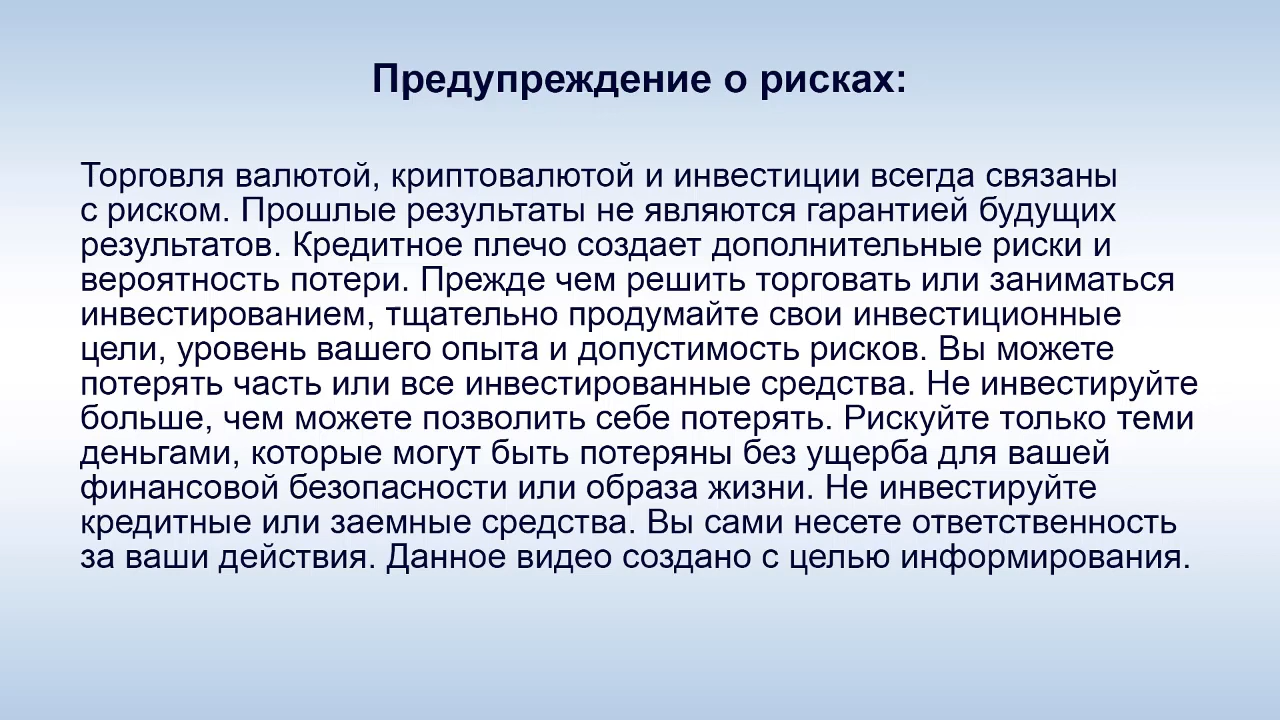 Предупреждение о рисках:
Торговля валютой, криптовалютой и инвестиции всегда связаны
с риском. Прошлые результаты не являются гарантией будущих
результатов. Кредитное плечо создает дополнительные риски и
вероятность потери. Прежде чем решить торговать или заниматься
инвестированием, тщательно продумайте свои инвестиционные
цели, уровень вашего опыта и допустимость рисков. Вы можете
потерять часть или все инвестированные средства. Не инвестируйте
больше, чем можете позволить себе потерять. Рискуйте только теми
деньгами, которые могут быть потеряны без ущерба для вашей
финансовой безопасности или образа жизни. Не инвестируйте
кредитные или заемные средства. Вы сами несете ответственность
за ваши действия. Данное видео создано с целью информирования.